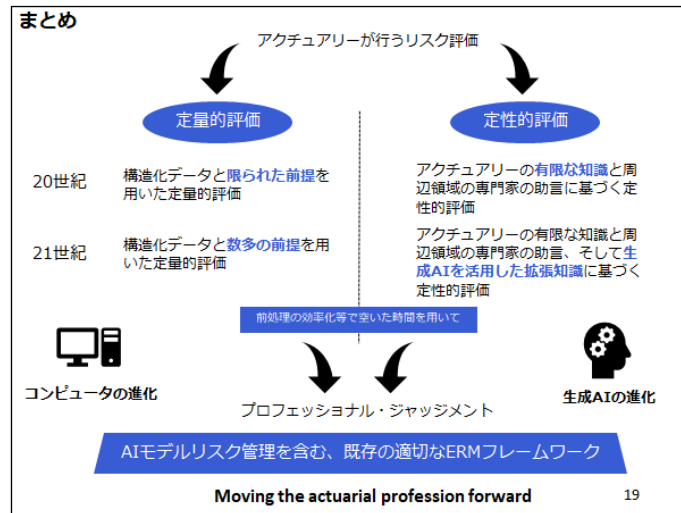 まとめ
アクチュアリーが行うリスク評価
定量的評価
定性的評価
20世紀
構造化データと限られた前提を
用いた定量的評価
アクチュアリーの有限な知識と周
辺領域の専門家の助言に基づく定
性的評価
21世紀
構造化データと数多の前提を用
いた定量的評価
アクチュアリーの有限な知識と周
辺領域の専門家の助言、そして生
成AIを活用した拡張知識に基づく
定性的評価
前処理の効率化等で空いた時間を用いて
コンピュータの進化
生成AIの進化
プロフェッショナル・ジャッジメント
AIモデルリスク管理を含む、既存の適切なERMフレームワーク
Moving the actuarial profession forward
19